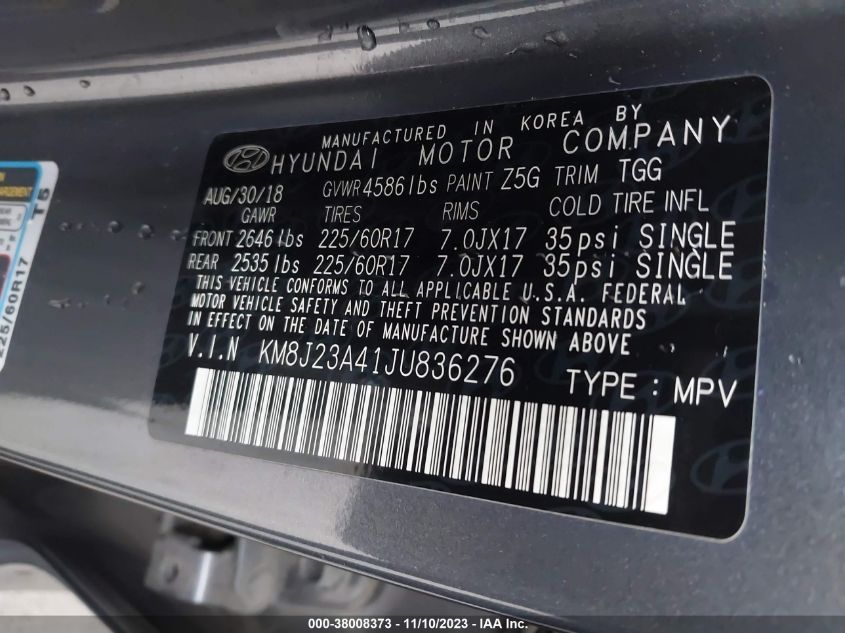 MANUFACTURED IN KOREA BY
HYUNDAI MOTOR COMPANY
AUG/30/18 GVWR 4586 lbs PAINT Z5G TRIM TGG
GAWR TIRES RIMS COLD TIRE INFL
FRONT 2646 lbs 225/60R17 7.0JX17 35psi SINGLE
REAR 2535 lbs 225/60R17 7.0JX17 35psi SINGLE
THIS VEHICLE CONFORMS TO ALL APPLICABLE U.S.A. FEDERAL
MOTOR VEHICLE SAFETY AND THEFT PREVENTION STANDARDS
IN EFFECT ON THE DATE OF MANUFACTURE SHOWN ABOVE.
V.I.N KM8J23A41JU836276 TYPE : MPV
T6
225/60R17
000-38008373 - 11/10/2023 - IAA Inc.